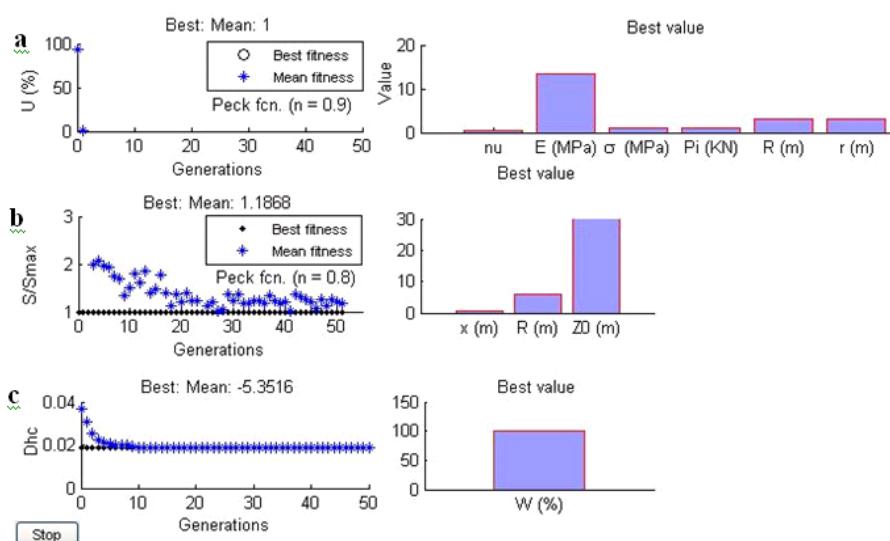 a
Best: Mean: 1
100
50
0
U (%)
Best fitness
Mean fitness
Peck fcn. (n = 0.9)
0 10 20 30 40 50
Generations
Best value
20
10
0
Value
nu E (MPa) σ (MPa) Pi (KN) R (m) r (m)
b
Best: Mean: 1.1868
3
2
1
S/Smax
Best fitness
Mean fitness
Peck fcn. (n = 0.8)
0 10 20 30 40 50
Generations
Best value
30
20
10
0
x (m) R (m) Z0 (m)
c
Best: Mean: -5.3516
0.04
0.02
0
Dhc
0 10 20 30 40 50
Generations
Best value
150
100
50
0
W (%)
Stop